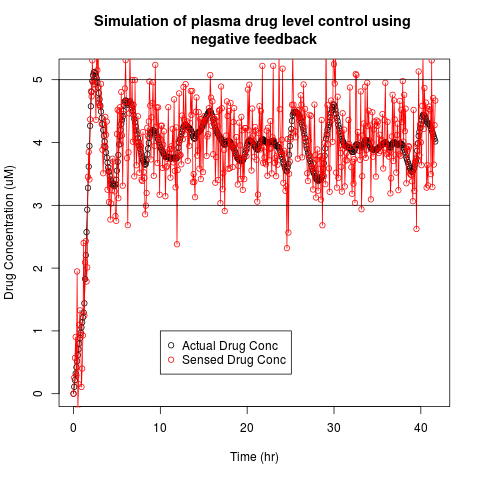 Simulation of plasma drug level control using
negative feedback
Drug Concentration (uM)
5
4
3
2
1
0
Actual Drug Conc
Sensed Drug Conc
0 10 20 30 40
Time (hr)